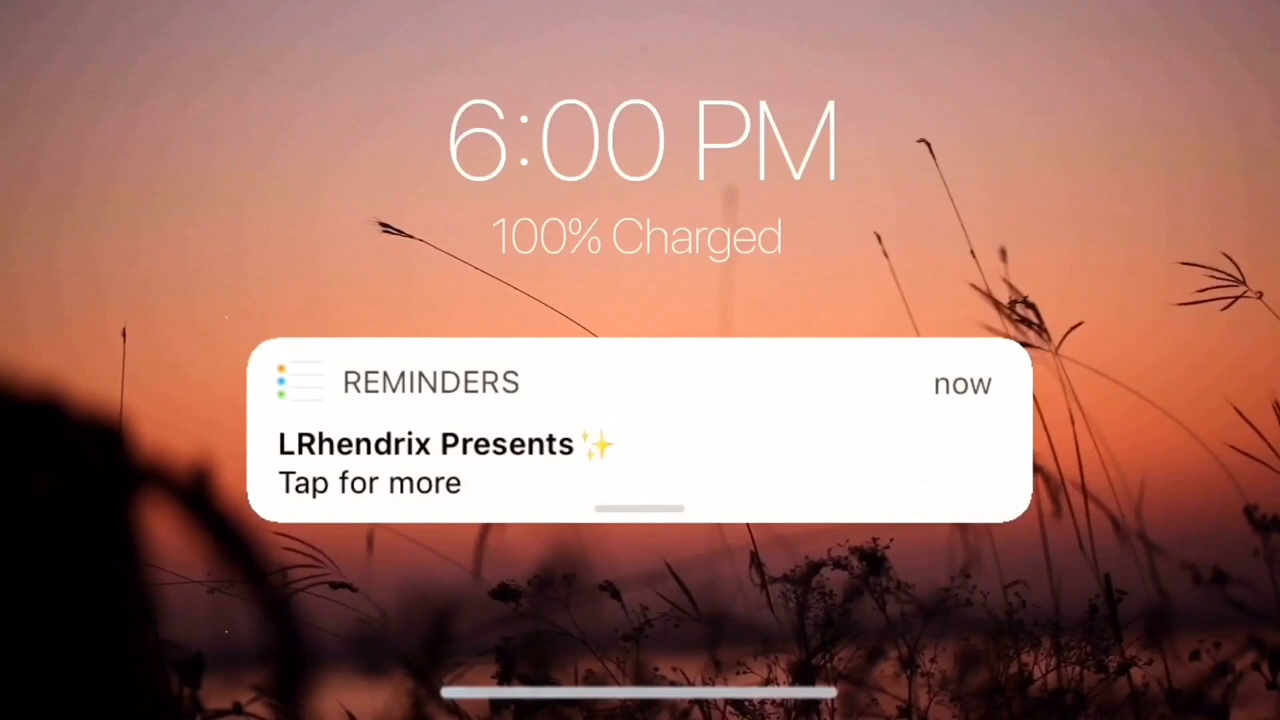 6:00 PM
100% Charged
REMINDERS now
LRhendrix Presents✨
Tap for more